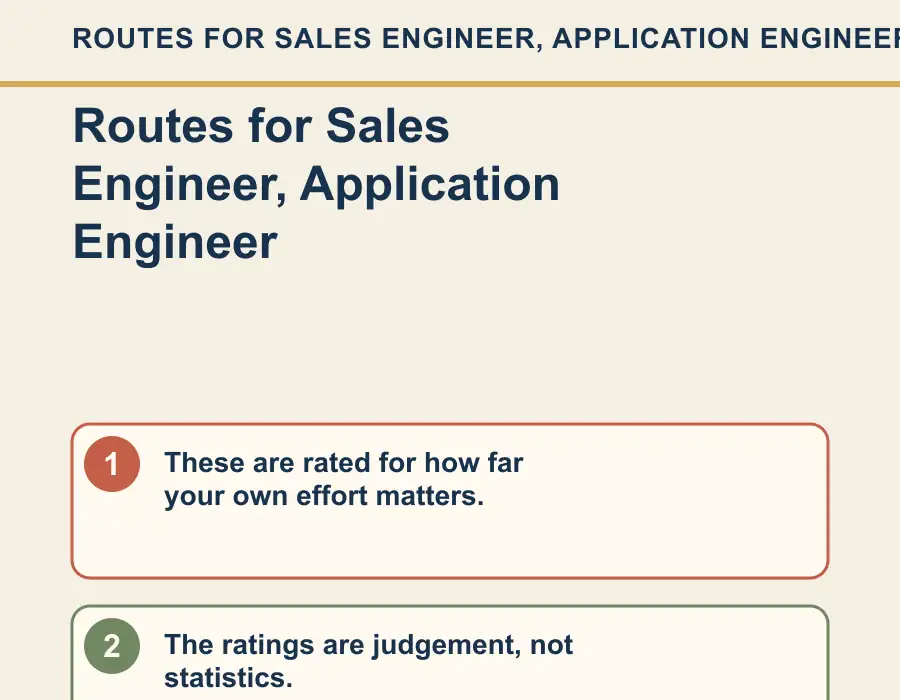 ROUTES FOR SALES ENGINEER, APPLICATION ENGINEER
Routes for Sales
Engineer, Application
Engineer
1
These are rated for how far
your own effort matters.
2
The ratings are judgement, not
statistics.